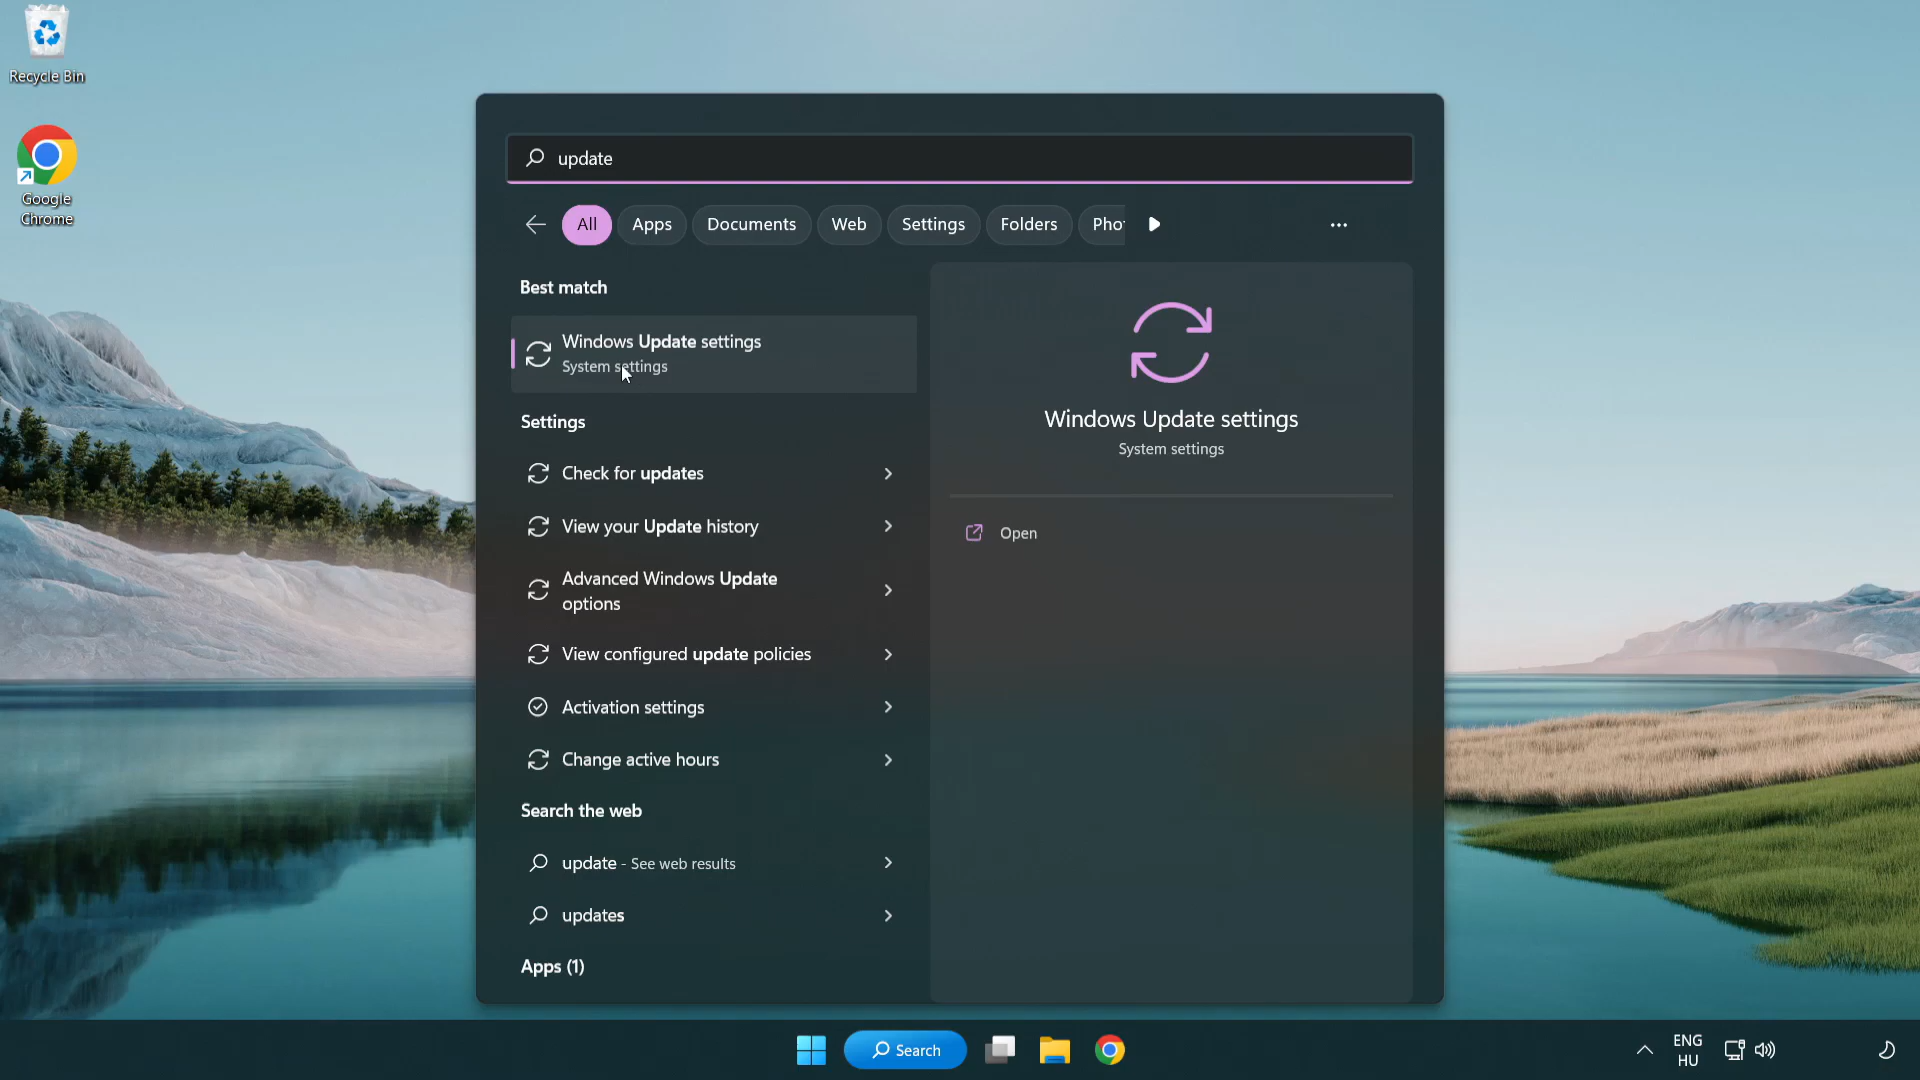 Recycle Bin
Google
Chrome
update
All
Apps
Documents
Web
Settings
Folders
Pho
Best match
Windows Update settings
System settings
Settings
Check for updates
View your Update history
Advanced Windows Update
options
View configured update policies
Activation settings
Change active hours
Search the web
update - See web results
updates
Apps (1)
Windows Update settings
System settings
Open
Search
ENG
HU